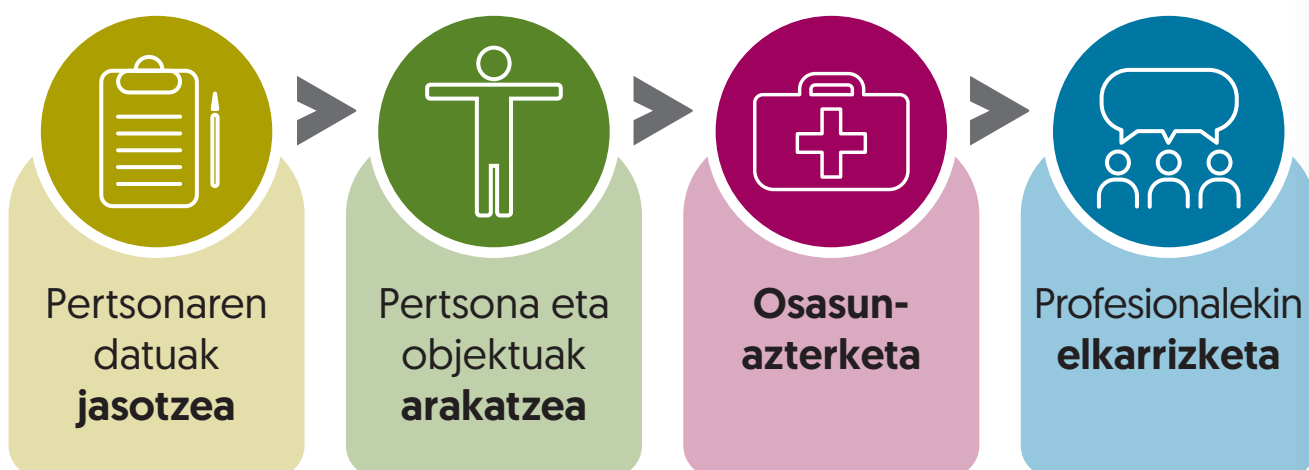 Pertsonaren
datuak
jasotzea
Pertsona eta
objektuak
arakatzea
Osasun-
azterketa
Profesionalekin
elkarrizketa